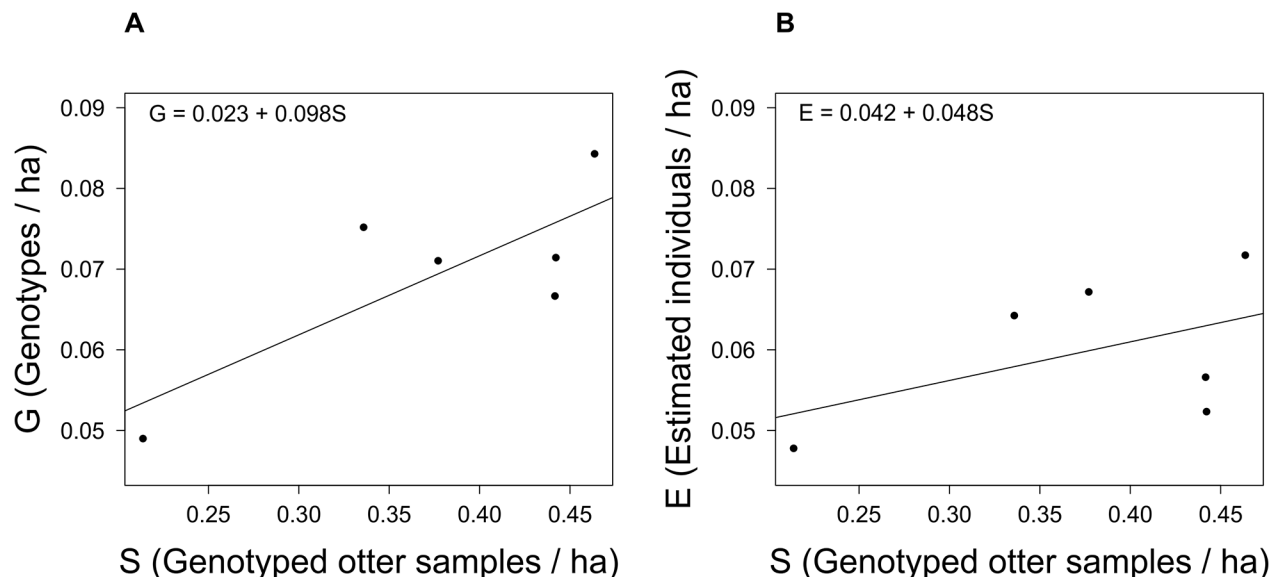 A
G (Genotypes / ha)
0.09
0.08
0.07
0.06
0.05
G = 0.023 + 0.098S
0.25 0.30 0.35 0.40 0.45
S (Genotyped otter samples / ha)
B
E (Estimated individuals / ha)
0.09
0.08
0.07
0.06
0.05
E = 0.042 + 0.048S
0.25 0.30 0.35 0.40 0.45
S (Genotyped otter samples / ha)